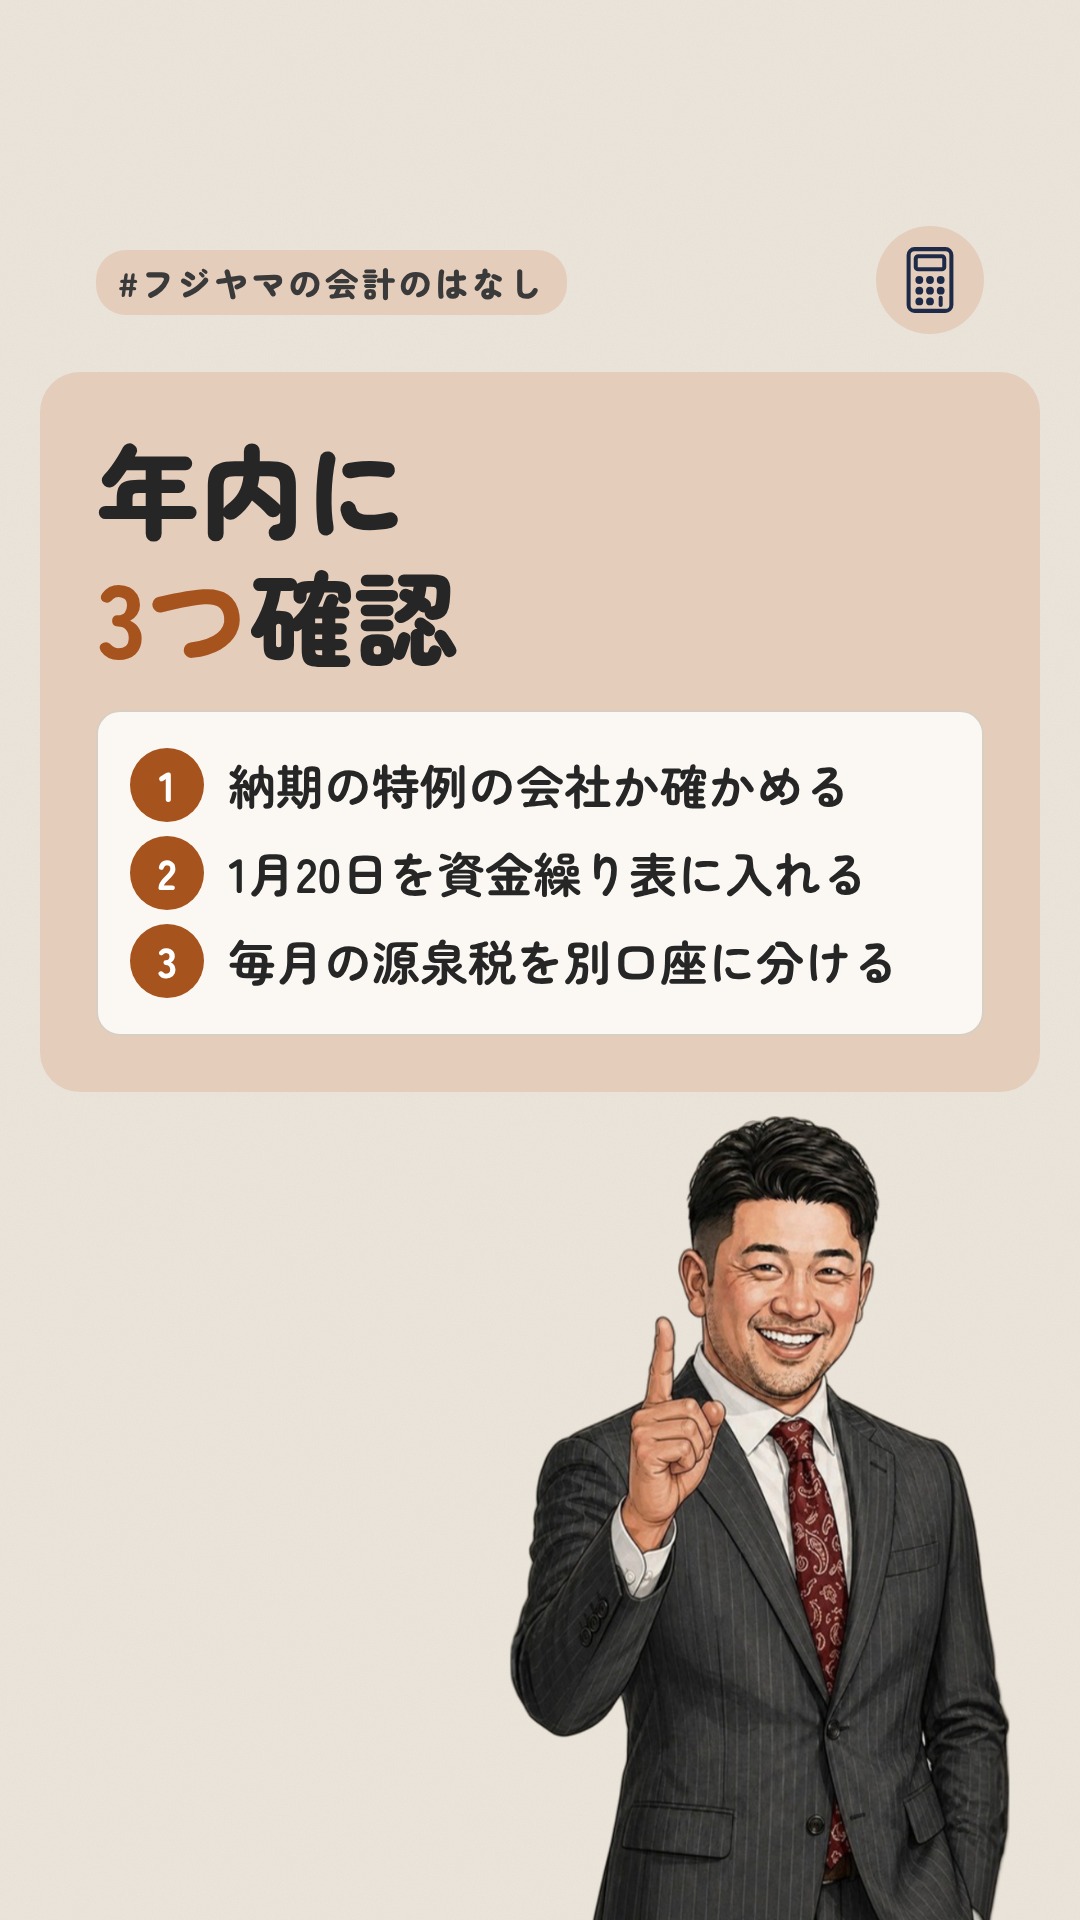 #フジヤマの会計のはなし
年内に
3つ確認
1 納期の特例の会社か確かめる
2 1月20日を資金繰り表に入れる
3 毎月の源泉税を別口座に分ける